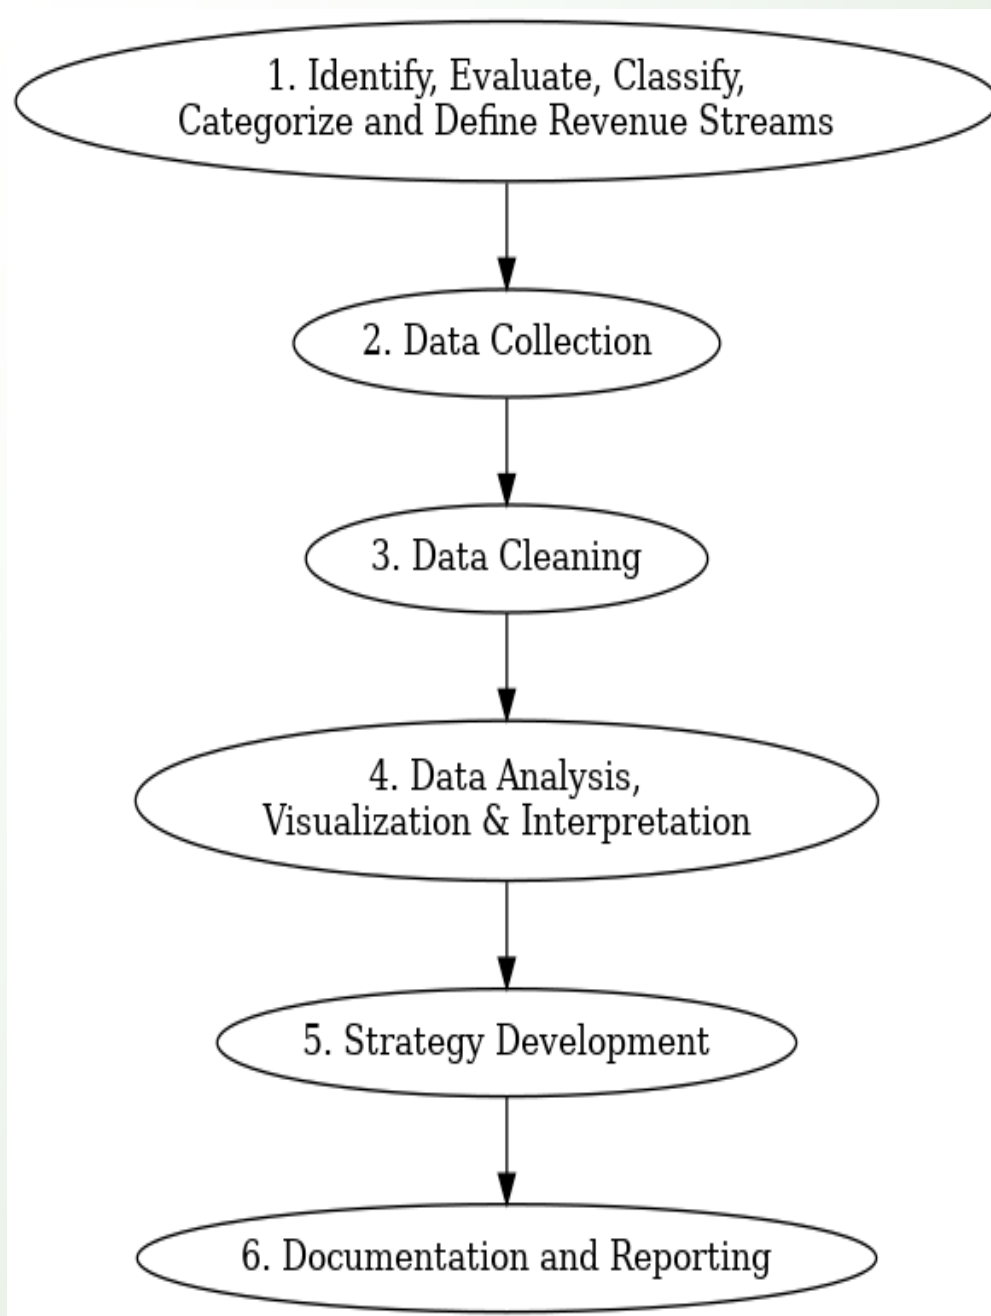 1. Identify, Evaluate, Classify,
Categorize and Define Revenue Streams
2. Data Collection
3. Data Cleaning
4. Data Analysis,
Visualization & Interpretation
5. Strategy Development
6. Documentation and Reporting